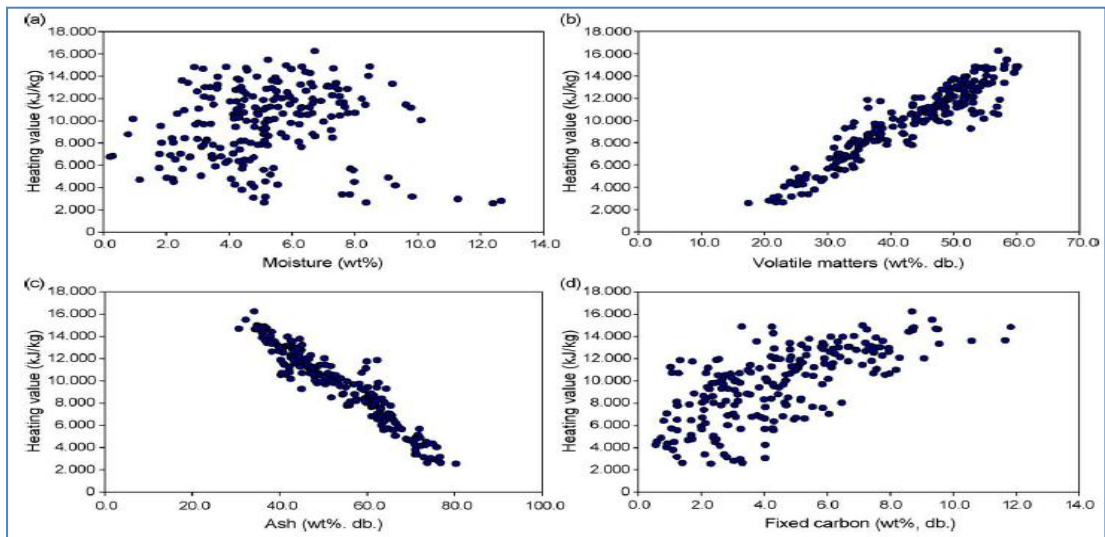 (a)
18.000
16.000
14.000
12.000
10.000
8.000
6.000
4.000
2.000
0
Heating value (kJ/kg)
0.0 2.0 4.0 6.0 8.0 10.0 12.0 14.0
Moisture (wt%)
(b)
18.000
16.000
14.000
12.000
10.000
8.000
6.000
4.000
2.000
0
Heating value (kJ/kg)
0.0 10.0 20.0 30.0 40.0 50.0 60.0 70.0
Volatile matters (wt%. db.)
(c)
18.000
16.000
14.000
12.000
10.000
8.000
6.000
4.000
2.000
0
Heating value (kJ/kg)
0.0 20.0 40.0 60.0 80.0 100.0
Ash (wt%. db.)
(d)
18.000
16.000
14.000
12.000
10.000
8.000
6.000
4.000
2.000
0
Heating value (kJ/kg)
0.0 2.0 4.0 6.0 8.0 10.0 12.0 14.0
Fixed carbon (wt%, db.)